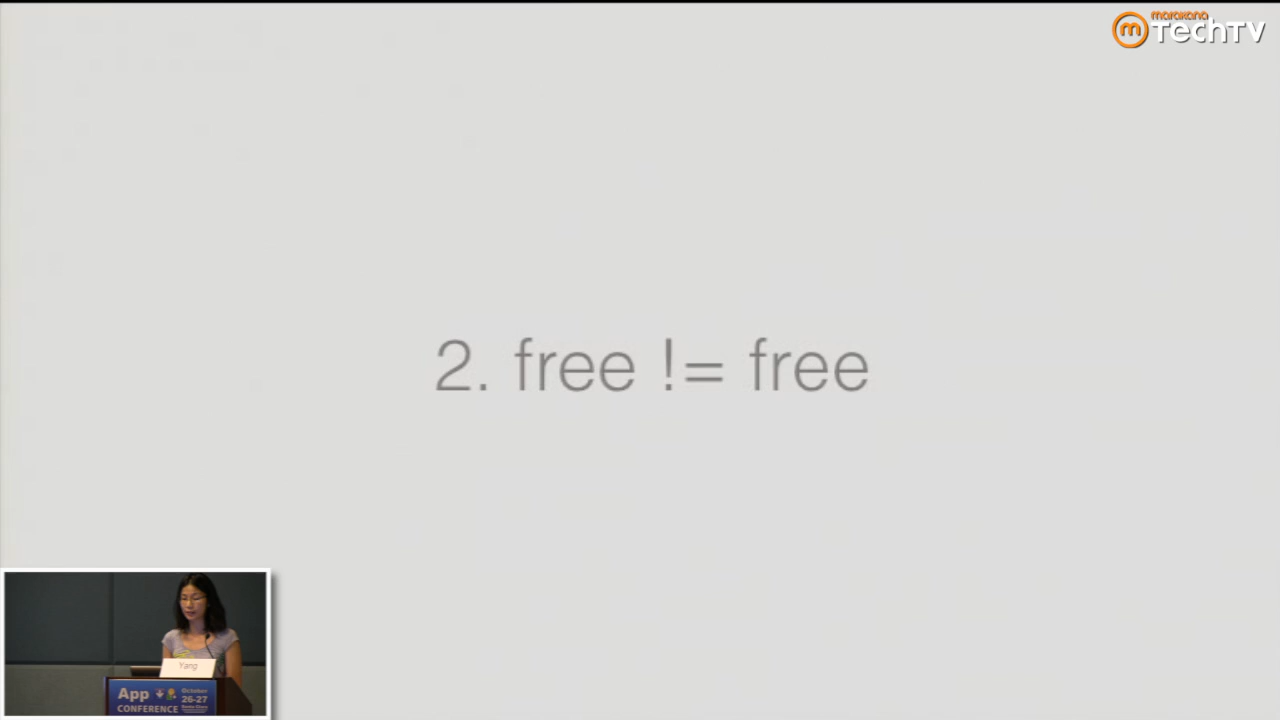 marakana
TechTV
2. free != free
Yang
App
CONFERENCE
October
26-27